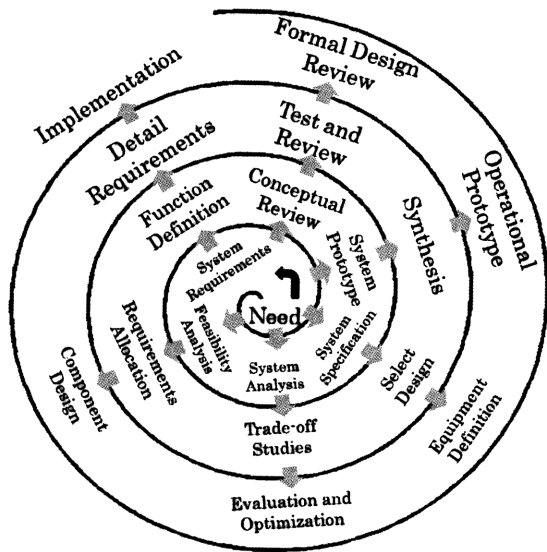 Formal Design
Review
Implementation
Detail
Requirements
Test and
Review
Operational
Prototype
Function
Definition
Conceptual
Review
Synthesis
System
Requirements
System
Prototype
Need
Feasibility
Analysis
System
Specification
Requirements
Allocation
System
Analysis
Select
Design
Component
Design
Trade-off
Studies
Equipment
Definition
Evaluation and
Optimization